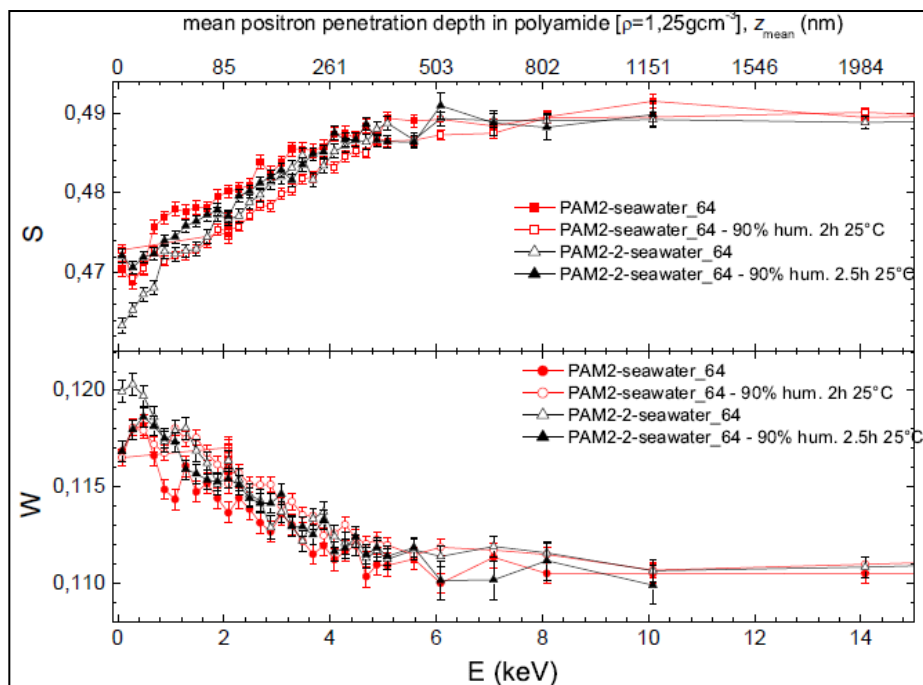 mean positron penetration depth in polyamide [ρ=1,25gcm-3], zmean (nm)
0 85 261 503 802 1151 1546 1984
0,49
0,48
S
0,47
PAM2-seawater_64
PAM2-seawater_64 - 90% hum. 2h 25°C
PAM2-2-seawater_64
PAM2-2-seawater_64 - 90% hum. 2.5h 25°C
0,120
0,115
W
0,110
PAM2-seawater_64
PAM2-seawater_64 - 90% hum. 2h 25°C
PAM2-2-seawater_64
PAM2-2-seawater_64 - 90% hum. 2.5h 25°C
0 2 4 6 8 10 12 14
E (keV)